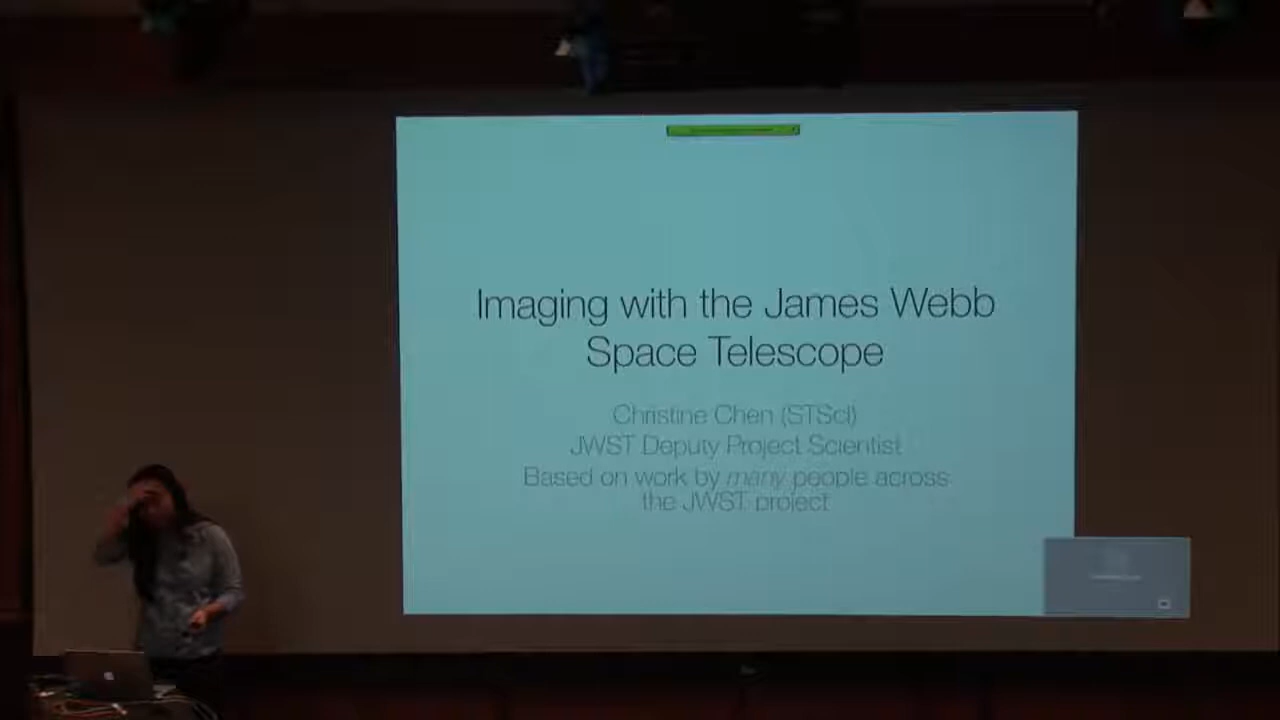 Imaging with the James Webb
Space Telescope
Christine Chen (STScI)
JWST Deputy Project Scientist
Based on work by many people across
the JWST project